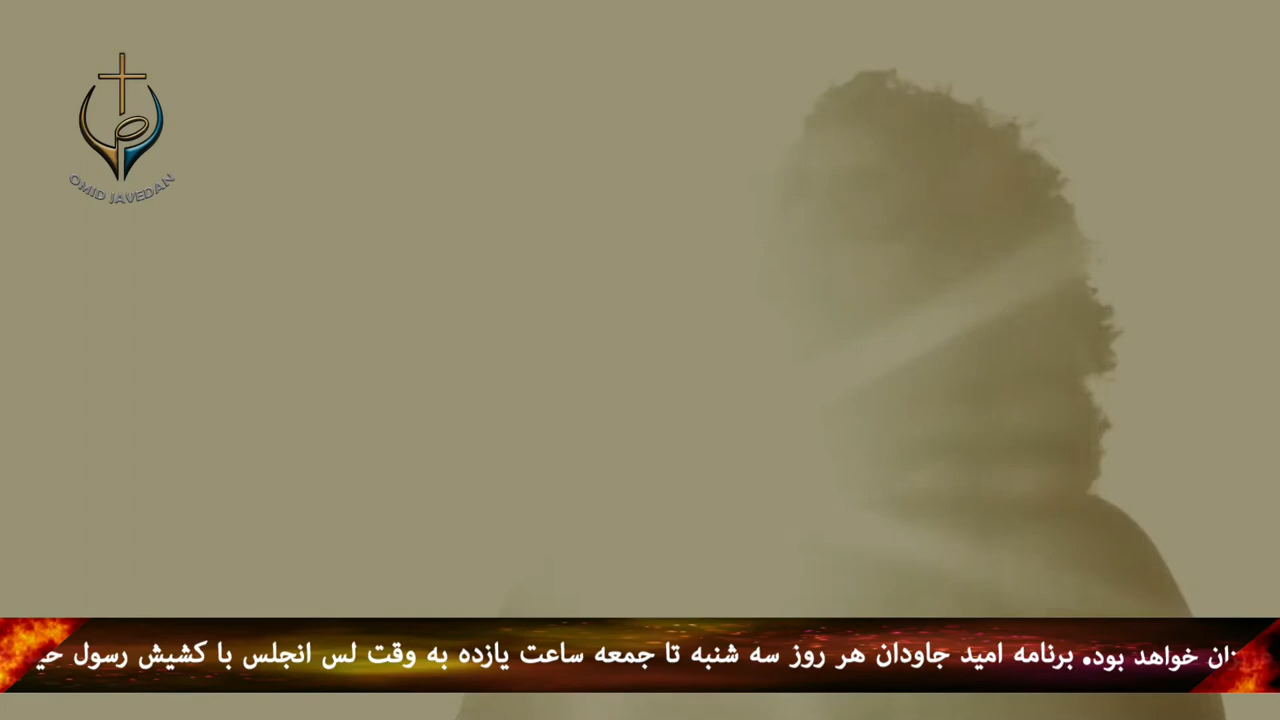 OMID JAVEDAN
خواهد بود. برنامه امید جاودان هر روز سه شنبه تا جمعه ساعت یازده به وقت لس انجلس با کشیش رسول